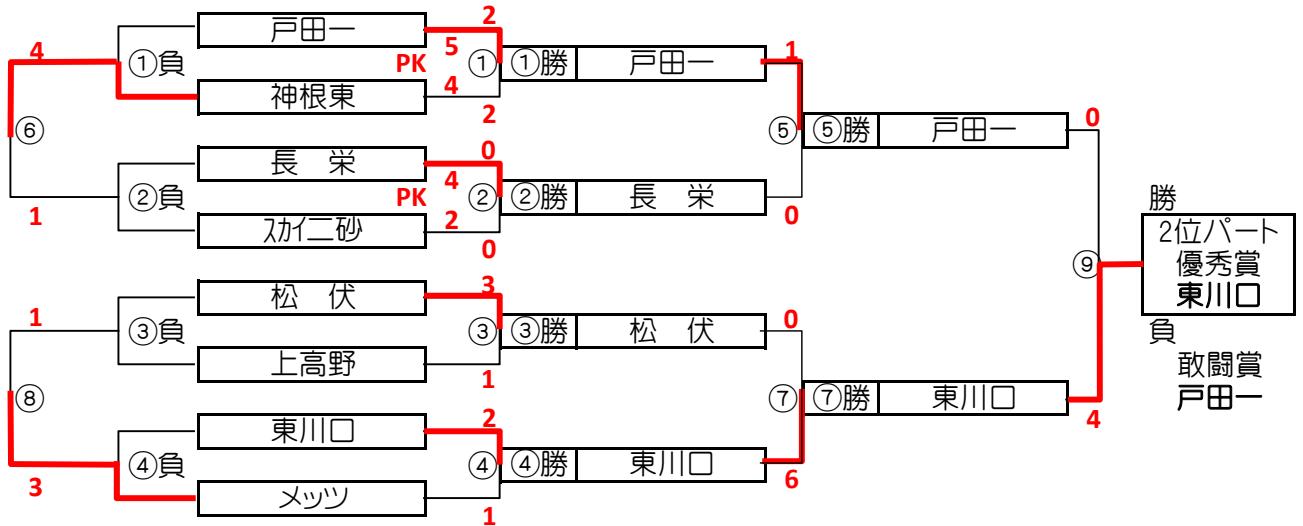 戸田一 2
4 ①負 PK 5 ① ①勝 戸田一 1
神根東 4
2
⑥ ⑤ ⑤勝 戸田一 0
長 栄 0
②負 PK 4 ② ②勝 長 栄
1 スカイ二砂 2 0
0
勝
2位パート
⑨ 優秀賞
東川口
松 伏 3
1 ③負 ③ ③勝 松 伏 0
負
上高野 1
敢闘賞
⑧ ⑦ ⑦勝 東川口 戸田一
東川口 2 4
④負 ④ ④勝 東川口
3 メッツ 6
1